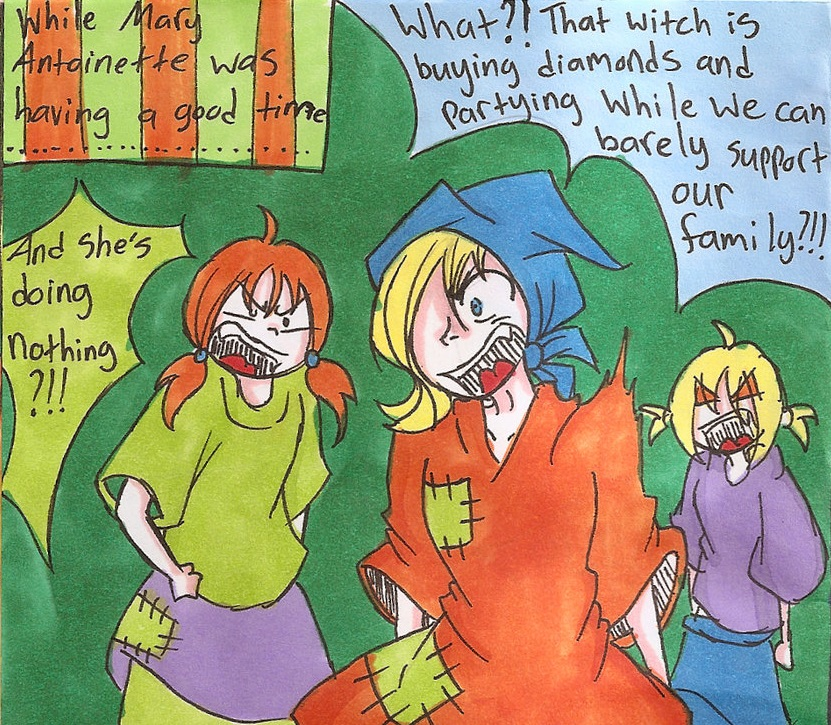 While Mary
Antoinette was
having a good time
.................................
What?! That witch is
buying diamonds and
partying while we can
barely support
our
family?!!
And she's
doing
nothing
?!!